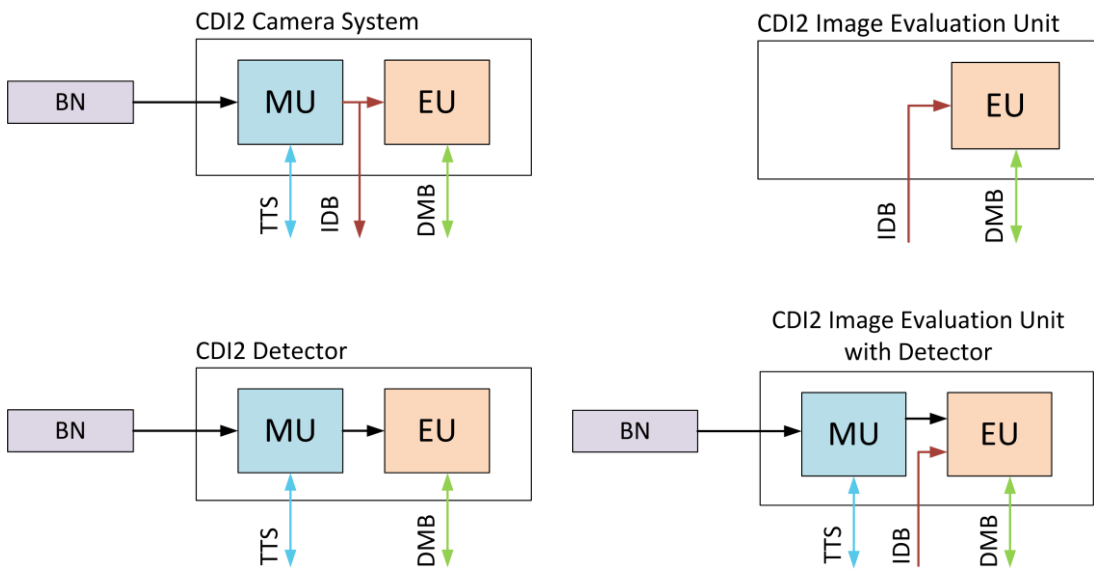 CDI2 Camera System
BN
MU
EU
TTS
IDB
DMB
CDI2 Image Evaluation Unit
EU
IDB
DMB
CDI2 Detector
BN
MU
EU
TTS
DMB
CDI2 Image Evaluation Unit
with Detector
BN
MU
EU
TTS
IDB
DMB